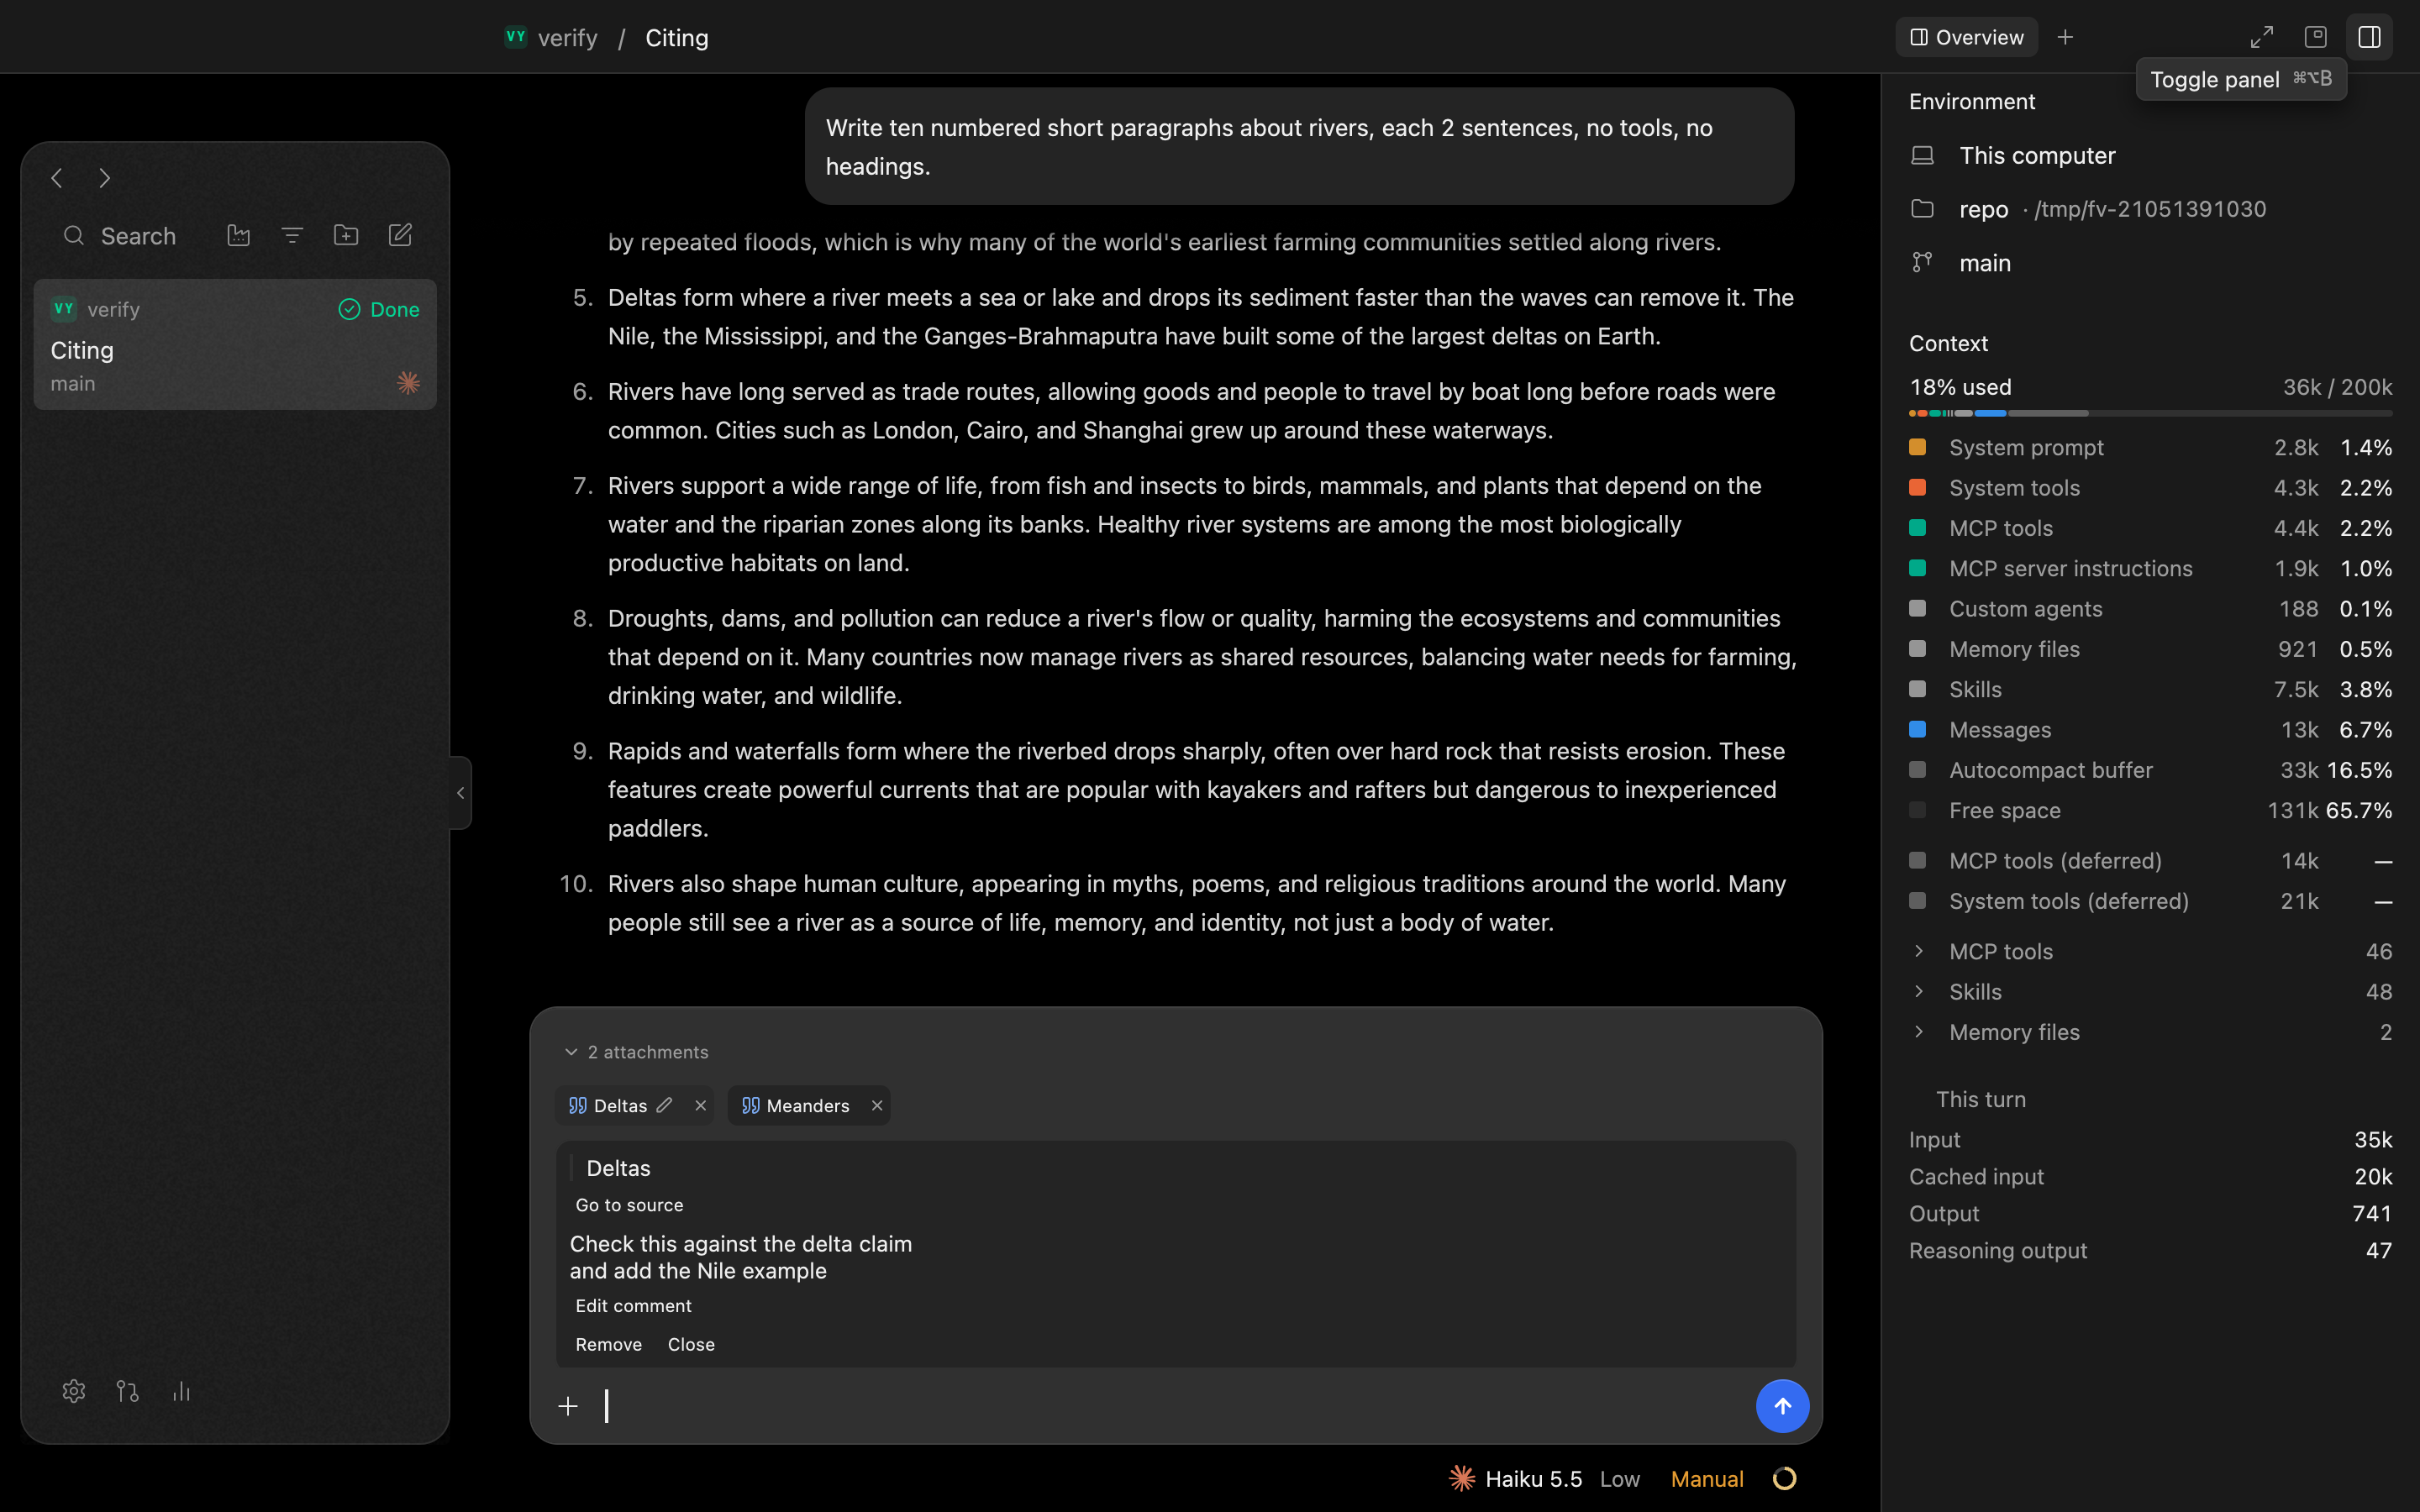 VY verify / Citing
Overview
Toggle panel ⌘⌥B
Search
VY verify
Done
Citing
main
Write ten numbered short paragraphs about rivers, each 2 sentences, no tools, no
headings.
by repeated floods, which is why many of the world's earliest farming communities settled along rivers.
5. Deltas form where a river meets a sea or lake and drops its sediment faster than the waves can remove it. The
Nile, the Mississippi, and the Ganges-Brahmaputra have built some of the largest deltas on Earth.
6. Rivers have long served as trade routes, allowing goods and people to travel by boat long before roads were
common. Cities such as London, Cairo, and Shanghai grew up around these waterways.
7. Rivers support a wide range of life, from fish and insects to birds, mammals, and plants that depend on the
water and the riparian zones along its banks. Healthy river systems are among the most biologically
productive habitats on land.
8. Droughts, dams, and pollution can reduce a river's flow or quality, harming the ecosystems and communities
that depend on it. Many countries now manage rivers as shared resources, balancing water needs for farming,
drinking water, and wildlife.
9. Rapids and waterfalls form where the riverbed drops sharply, often over hard rock that resists erosion. These
features create powerful currents that are popular with kayakers and rafters but dangerous to inexperienced
paddlers.
10. Rivers also shape human culture, appearing in myths, poems, and religious traditions around the world. Many
people still see a river as a source of life, memory, and identity, not just a body of water.
2 attachments
Deltas
Meanders
Deltas
Go to source
Check this against the delta claim
and add the Nile example
Edit comment
Remove Close
Haiku 5.5 Low Manual
Environment
This computer
repo · /tmp/fv-21051391030
main
Context
18% used 36k / 200k
System prompt 2.8k 1.4%
System tools 4.3k 2.2%
MCP tools 4.4k 2.2%
MCP server instructions 1.9k 1.0%
Custom agents 188 0.1%
Memory files 921 0.5%
Skills 7.5k 3.8%
Messages 13k 6.7%
Autocompact buffer 33k 16.5%
Free space 131k 65.7%
MCP tools (deferred) 14k —
System tools (deferred) 21k —
MCP tools 46
Skills 48
Memory files 2
This turn
Input 35k
Cached input 20k
Output 741
Reasoning output 47